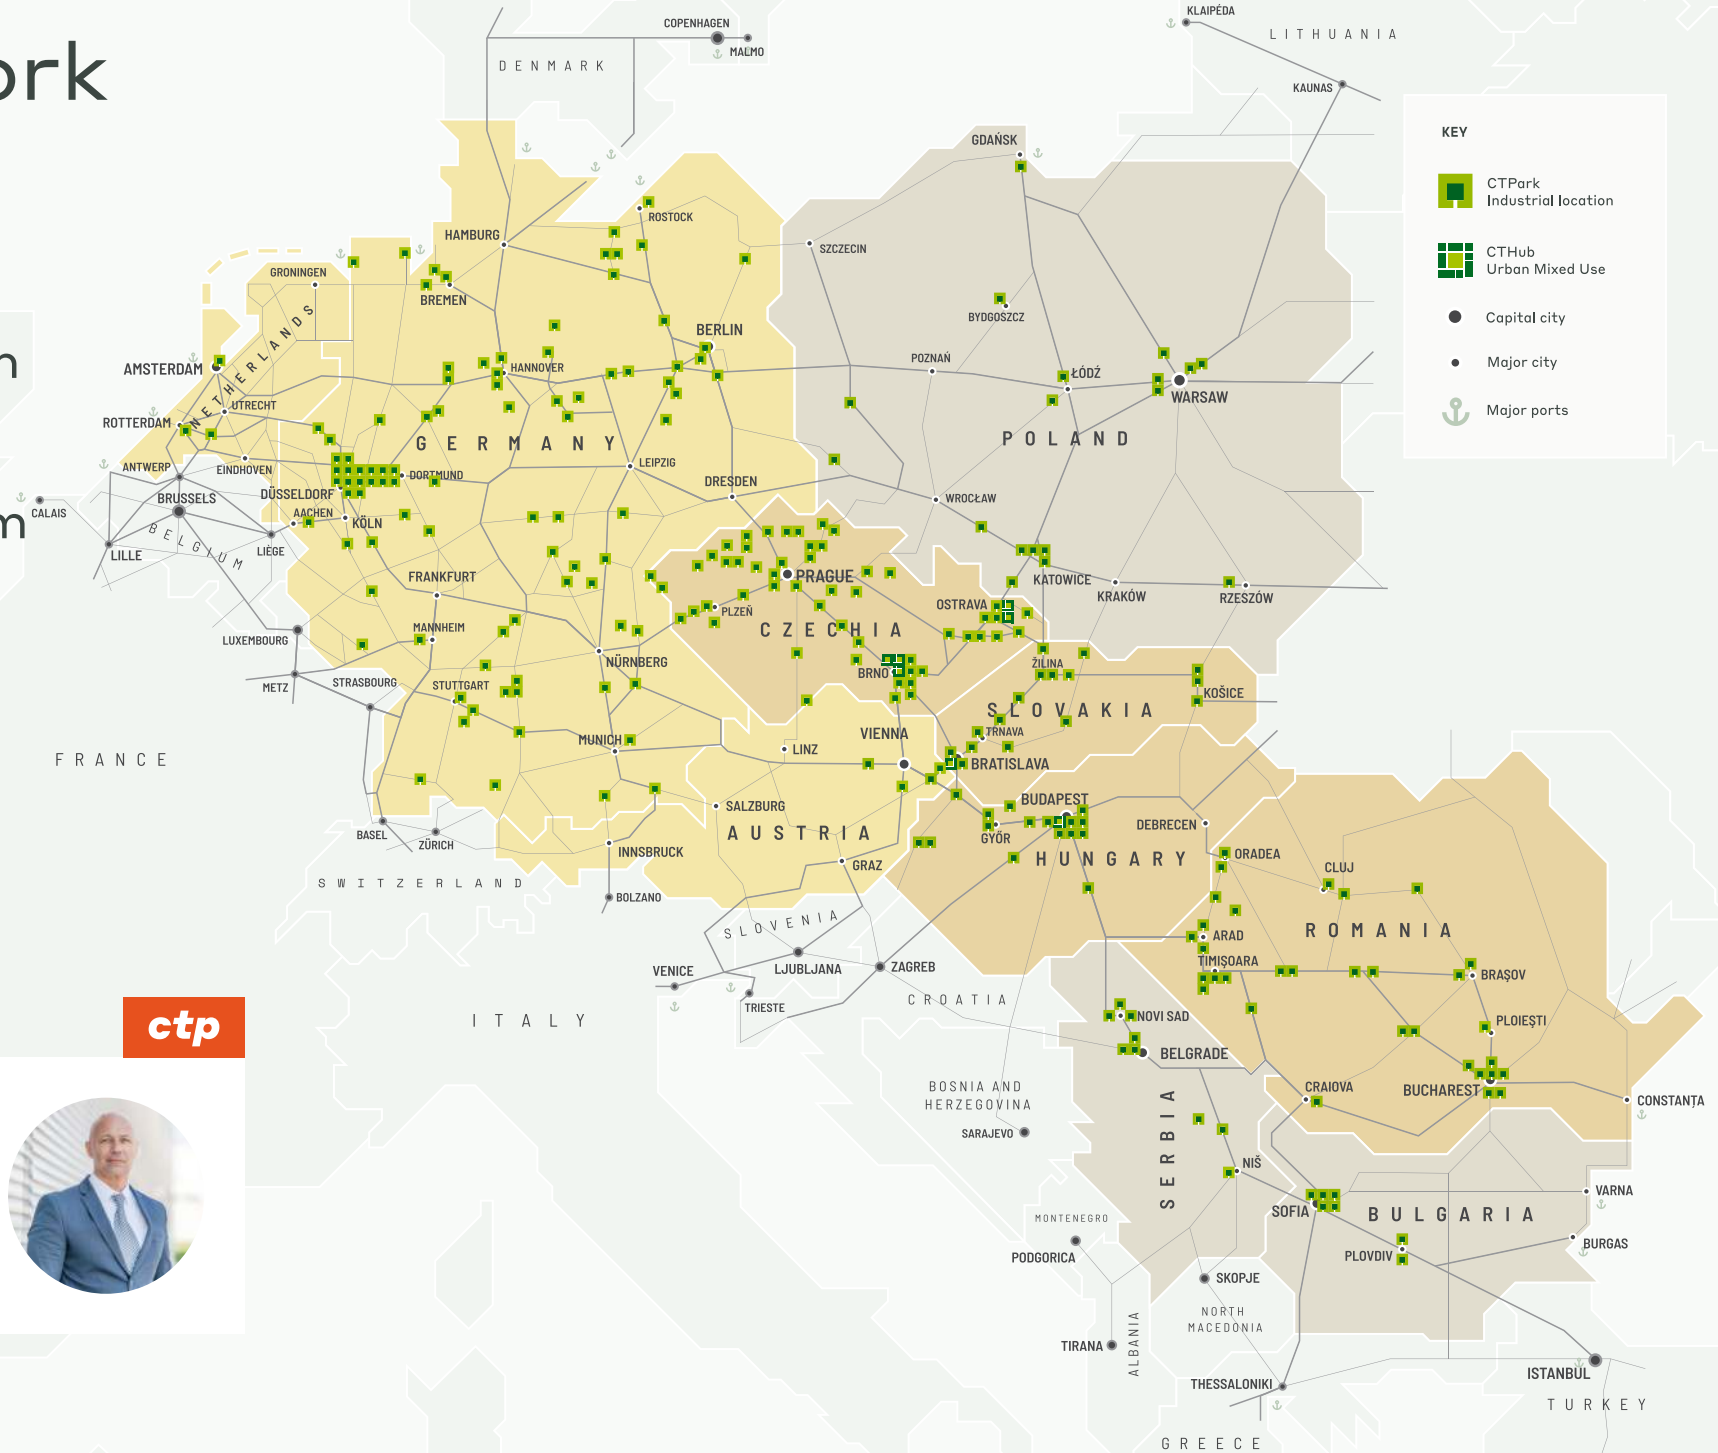 ork
n
m
ctp
KEY
CTPark
Industrial location
CTHub
Urban Mixed Use
Capital city
Major city
Major ports
COPENHAGEN
MALMO
DENMARK
KLAIPĖDA
LITHUANIA
KAUNAS
GDAŃSK
ROSTOCK
HAMBURG
SZCZECIN
GRONINGEN
BREMEN
BYDGOSZCZ
BERLIN
AMSTERDAM
NETHERLANDS
HANNOVER
POZNAŃ
ŁÓDŹ
WARSAW
UTRECHT
ROTTERDAM
GERMANY
POLAND
ANTWERP
EINDHOVEN
DORTMUND
LEIPZIG
DRESDEN
BRUSSELS
DÜSSELDORF
WROCŁAW
CALAIS
AACHEN
KÖLN
BELGIUM
LILLE
LIÈGE
FRANKFURT
PRAGUE
KATOWICE
KRAKÓW
RZESZÓW
OSTRAVA
PLZEŇ
CZECHIA
LUXEMBOURG
MANNHEIM
NÜRNBERG
BRNO
ŽILINA
METZ
STRASBOURG
STUTTGART
KOŠICE
SLOVAKIA
TRNAVA
VIENNA
MUNICH
LINZ
FRANCE
BRATISLAVA
SALZBURG
BUDAPEST
AUSTRIA
BASEL
ZÜRICH
GYÖR
DEBRECEN
INNSBRUCK
HUNGARY
ORADEA
GRAZ
CLUJ
SWITZERLAND
BOLZANO
SLOVENIA
ROMANIA
ARAD
TIMIŞOARA
VENICE
LJUBLJANA
ZAGREB
BRAŞOV
TRIESTE
CROATIA
ITALY
NOVI SAD
PLOIEŞTI
BELGRADE
BOSNIA AND
HERZEGOVINA
CRAIOVA
BUCHAREST
CONSTANȚA
SARAJEVO
SERBIA
NIŠ
VARNA
MONTENEGRO
SOFIA
BULGARIA
PODGORICA
PLOVDIV
BURGAS
SKOPJE
NORTH
MACEDONIA
TIRANA
ALBANIA
ISTANBUL
THESSALONIKI
TURKEY
GREECE